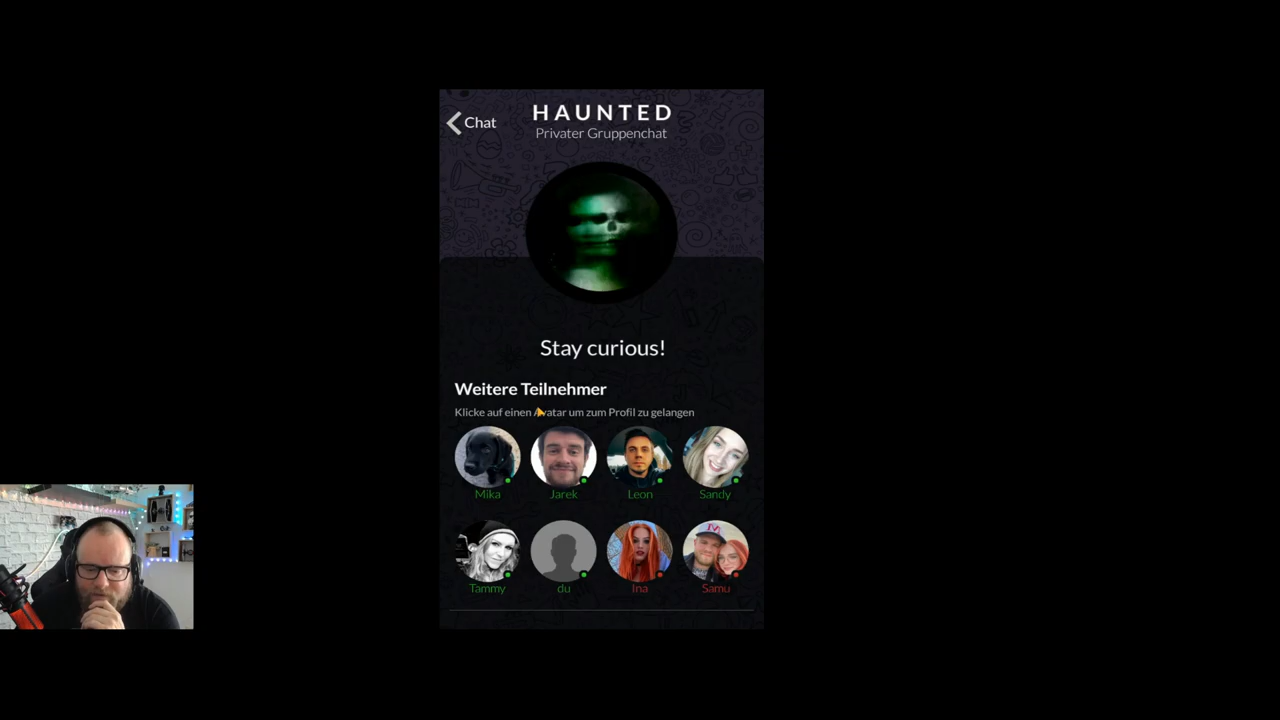 Chat
HAUNTED
Privater Gruppenchat
Stay curious!
Weitere Teilnehmer
Klicke auf einen Avatar um zum Profil zu gelangen
Mika Jarek Leon Sandy
Tammy du Ina Samu